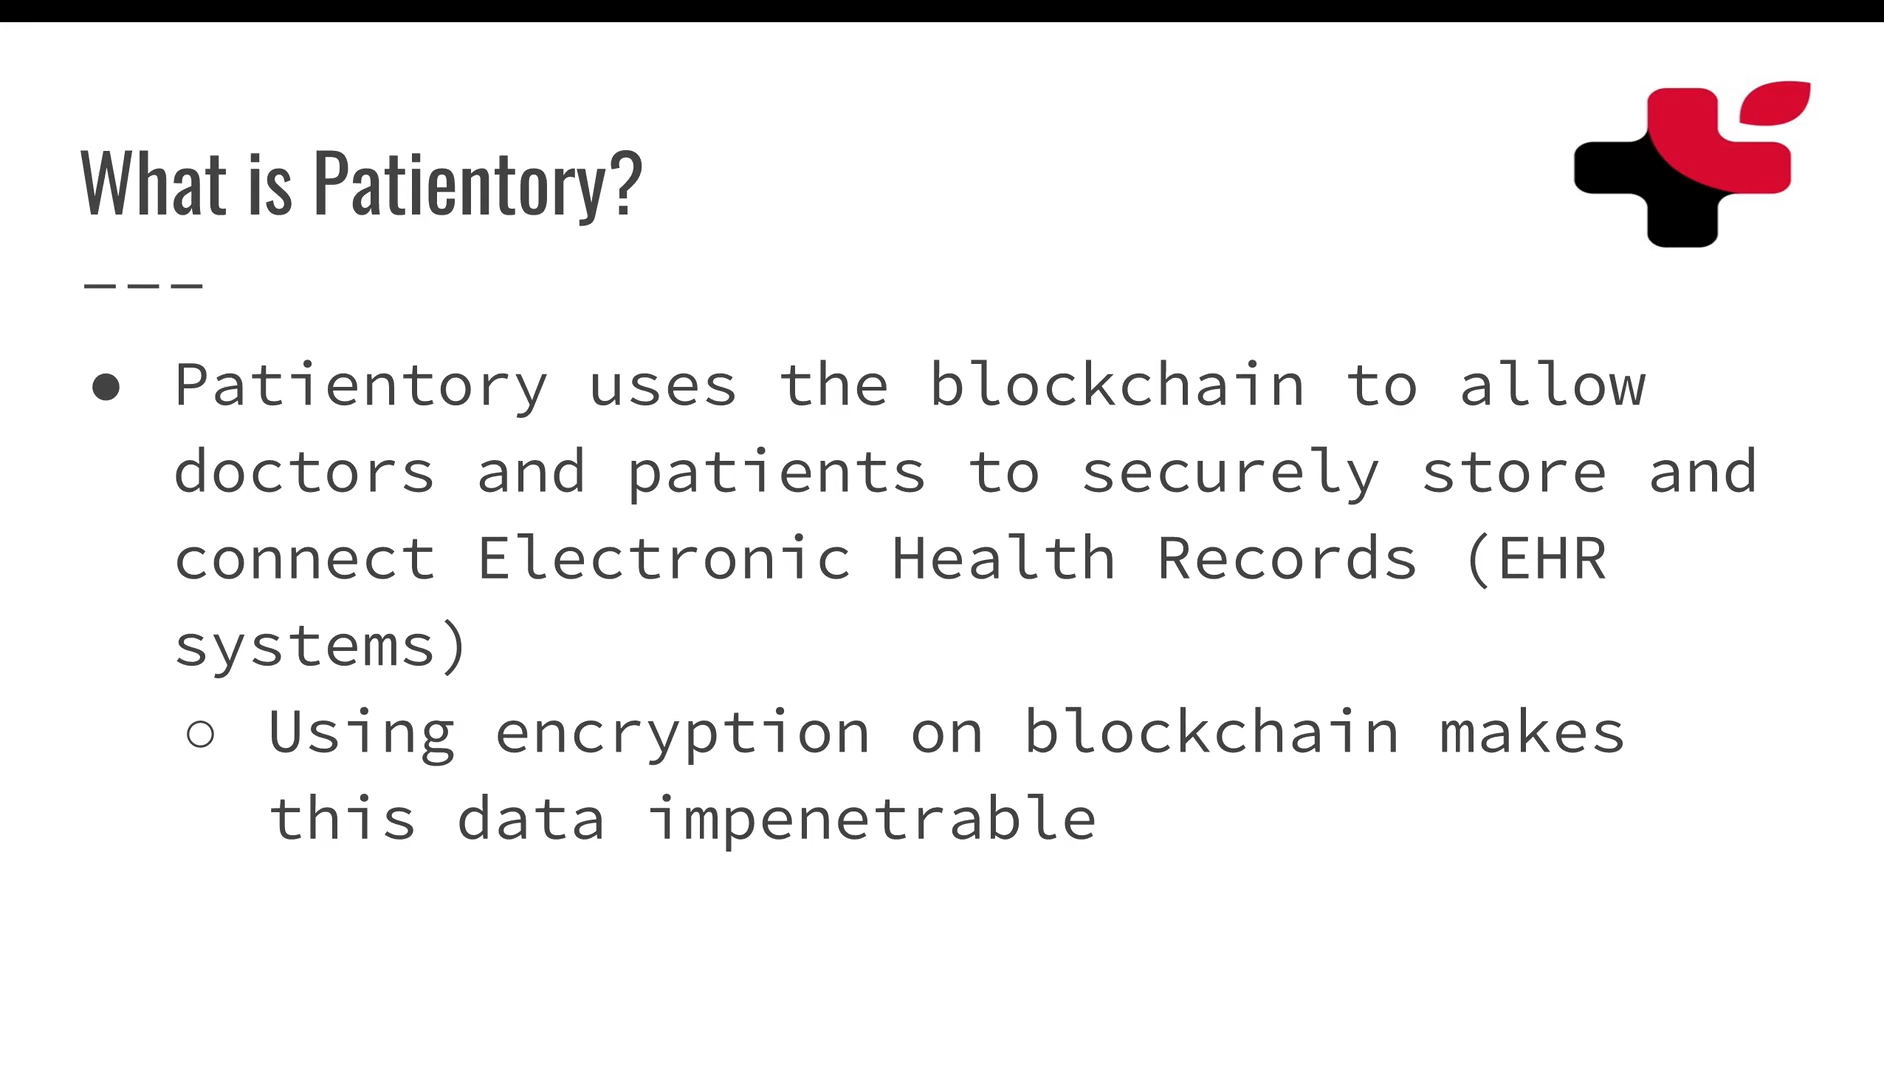 What is Patientory?
● Patientory uses the blockchain to allow
doctors and patients to securely store and
connect Electronic Health Records (EHR
systems)
○ Using encryption on blockchain makes
this data impenetrable